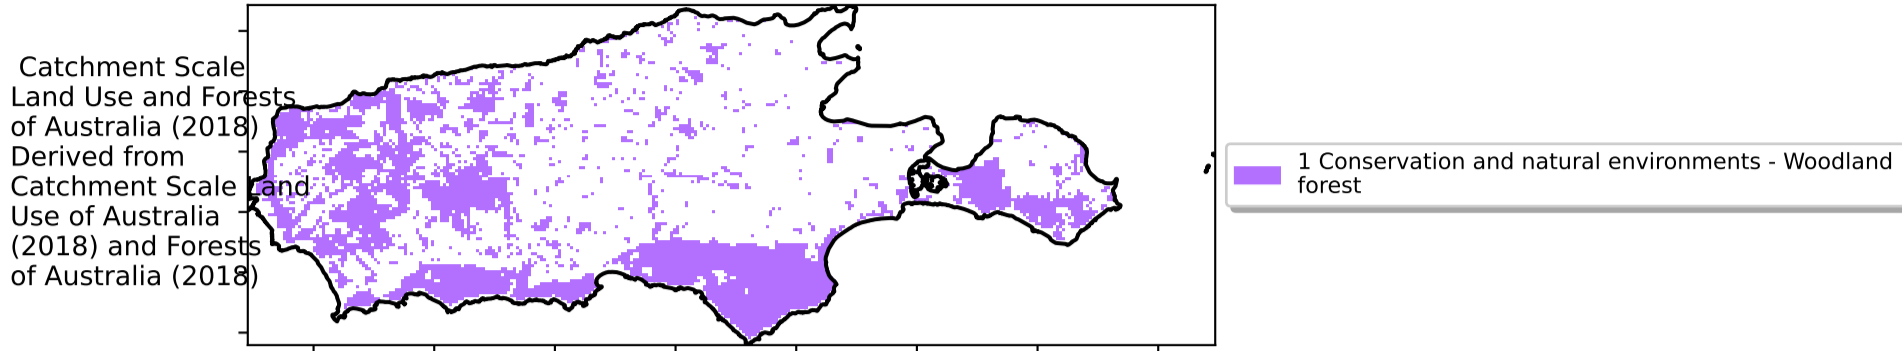 Catchment Scale
Land Use and Forests
of Australia (2018)
Derived from
Catchment Scale Land
Use of Australia
(2018) and Forests
of Australia (2018)
1 Conservation and natural environments - Woodland
forest